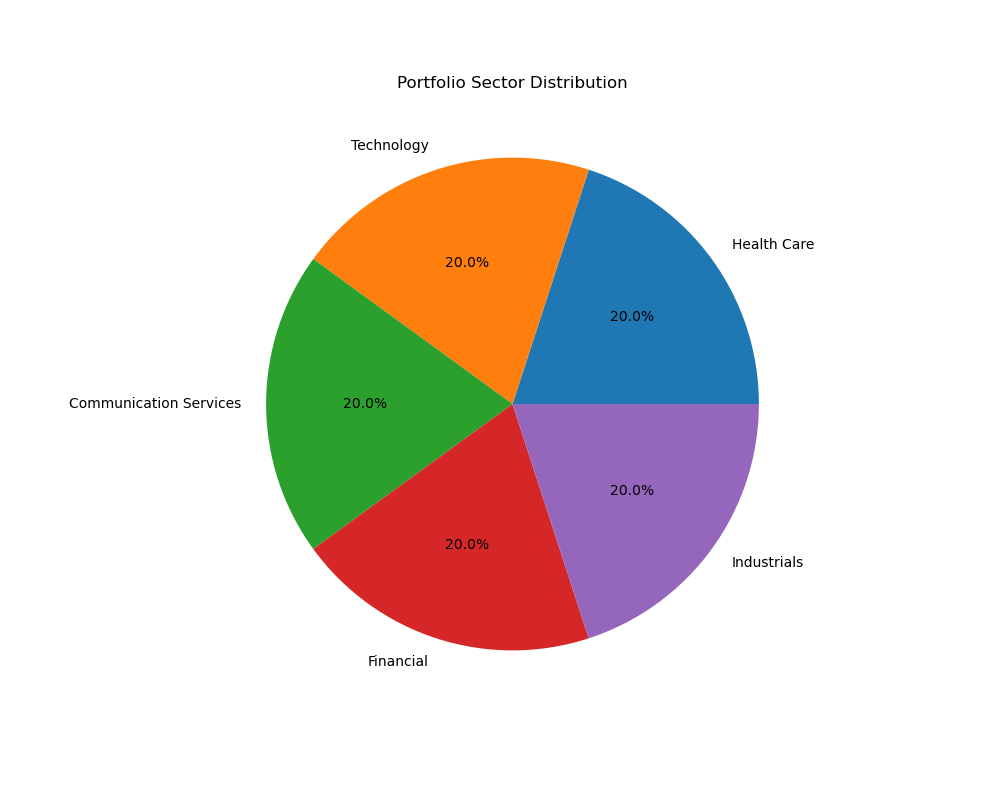 Portfolio Sector Distribution
Technology
Health Care
20.0%
20.0%
Communication Services
20.0%
20.0%
20.0%
Industrials
Financial